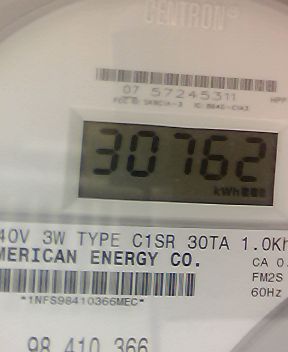 CENTRON®
07 57245311
30762
kWh
40V 3W TYPE C1SR 30TA 1.0Kh
MERICAN ENERGY CO.
CA 0.
FM2S
60Hz
*1NFS98410366MEC*
98 410 366